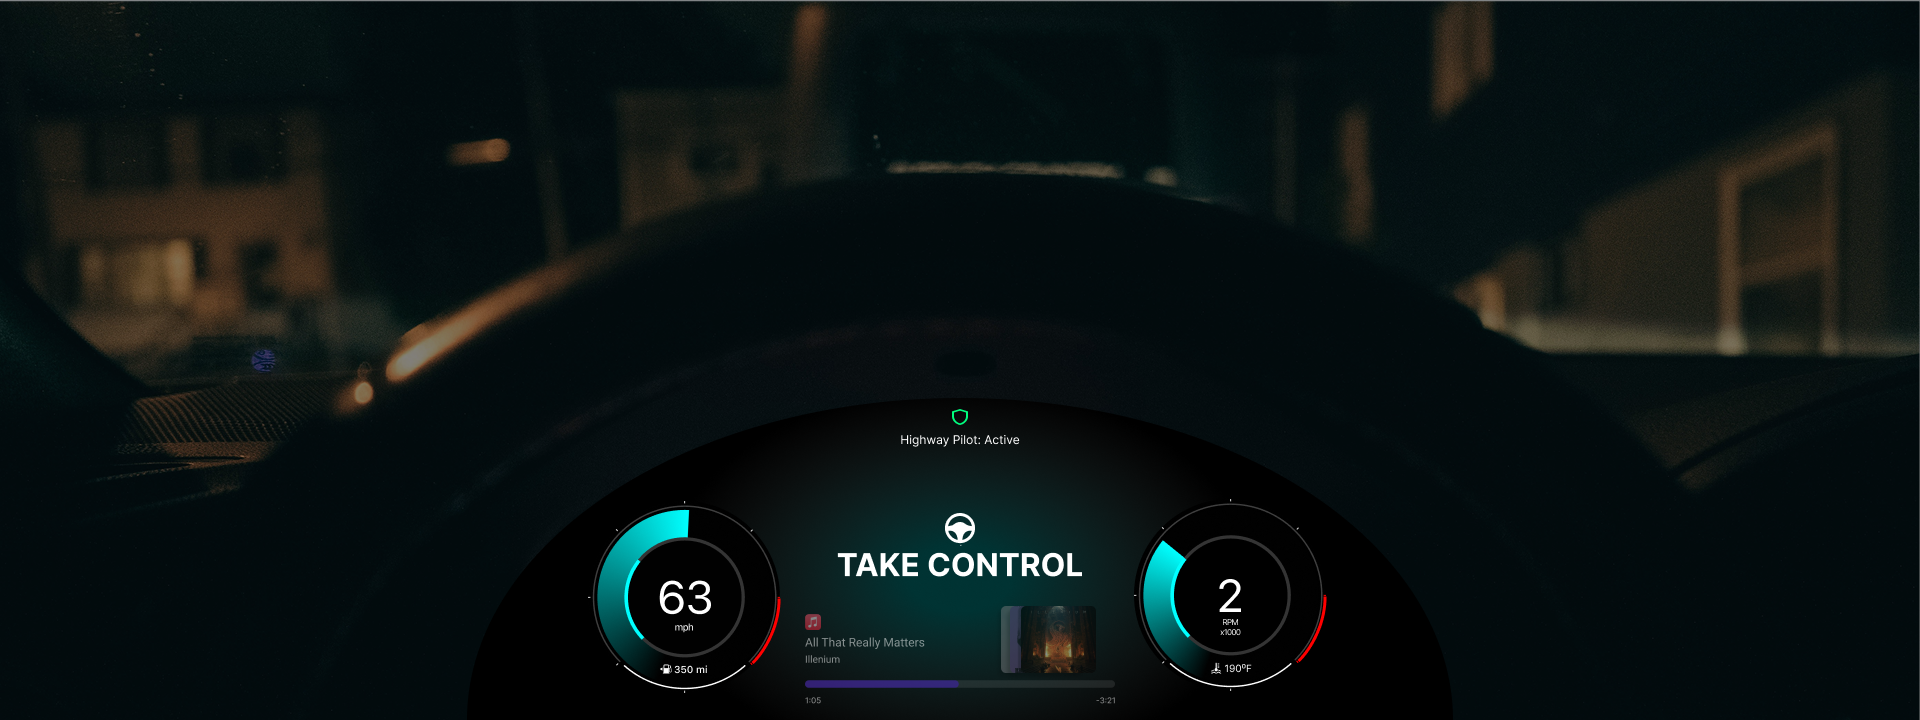 Highway Pilot: Active
TAKE CONTROL
63
mph
350 mi
All That Really Matters
Illenium
1:05
-3:21
2
RPM
x1000
190ºF